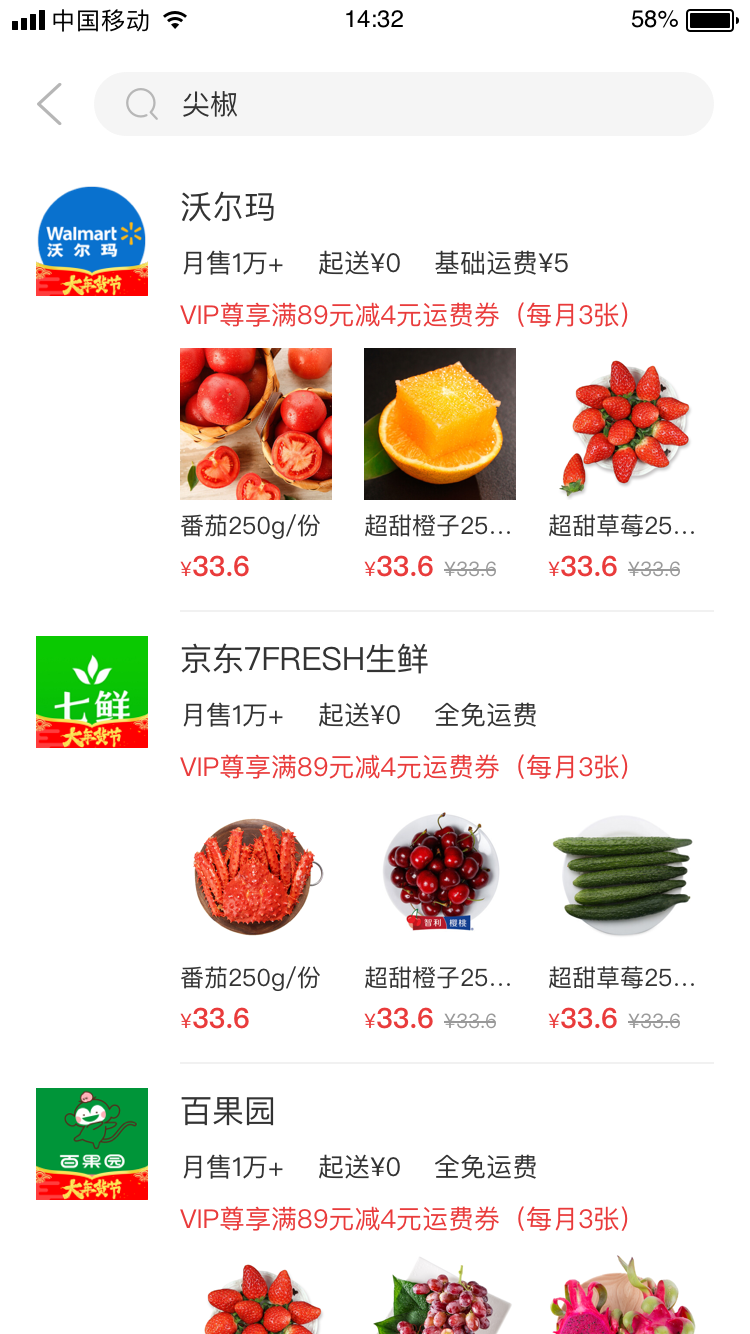 中国移动
14:32
58%
尖椒
Walmart
沃尔玛
大年货节
沃尔玛
月售1万+ 起送¥0 基础运费¥5
VIP尊享满89元减4元运费券（每月3张）
番茄250g/份 超甜橙子25... 超甜草莓25...
¥33.6 ¥33.6 ¥33.6 ¥33.6 ¥33.6
七鲜
大年货节
京东7FRESH生鲜
月售1万+ 起送¥0 全免运费
VIP尊享满89元减4元运费券（每月3张）
智利 樱桃
番茄250g/份 超甜橙子25... 超甜草莓25...
¥33.6 ¥33.6 ¥33.6 ¥33.6 ¥33.6
百果园
大年货节
百果园
月售1万+ 起送¥0 全免运费
VIP尊享满89元减4元运费券（每月3张）